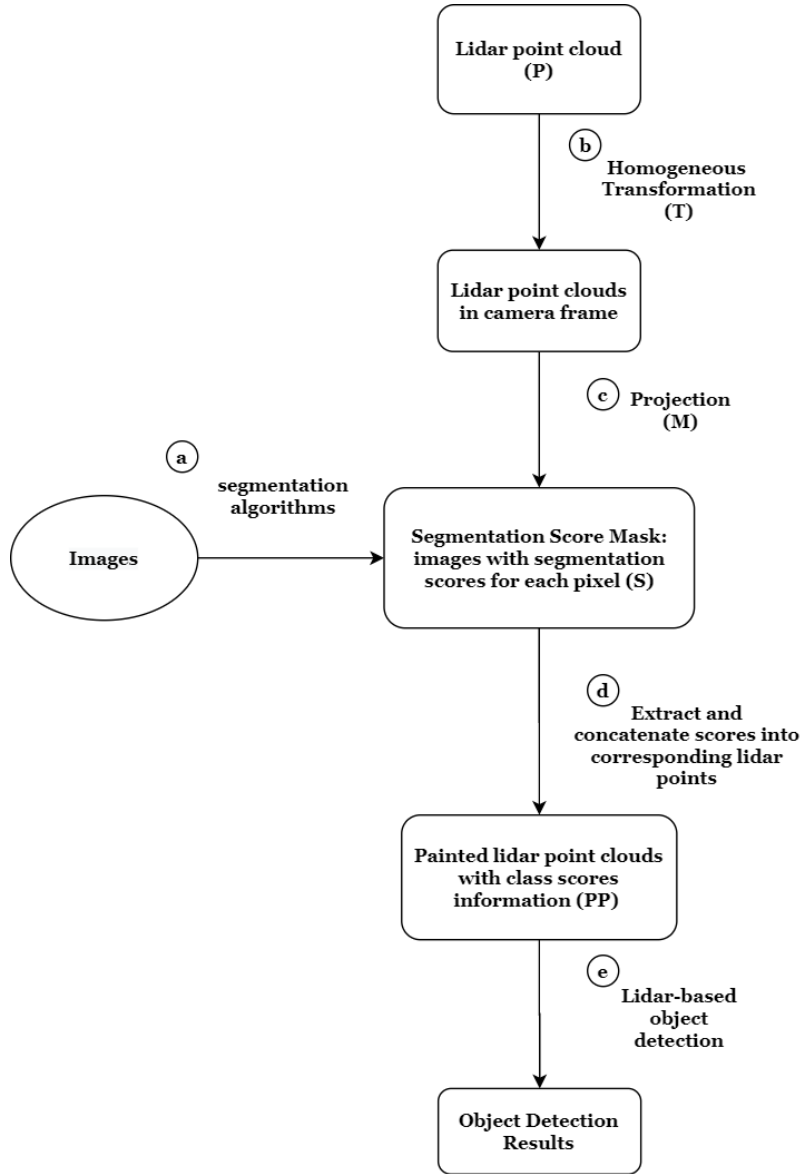 Lidar point cloud
(P)
b
Homogeneous
Transformation
(T)
Lidar point clouds
in camera frame
c
Projection
(M)
a
segmentation
algorithms
Images
Segmentation Score Mask:
images with segmentation
scores for each pixel (S)
d
Extract and
concatenate scores into
corresponding lidar
points
Painted lidar point clouds
with class scores
information (PP)
e
Lidar-based
object
detection
Object Detection
Results